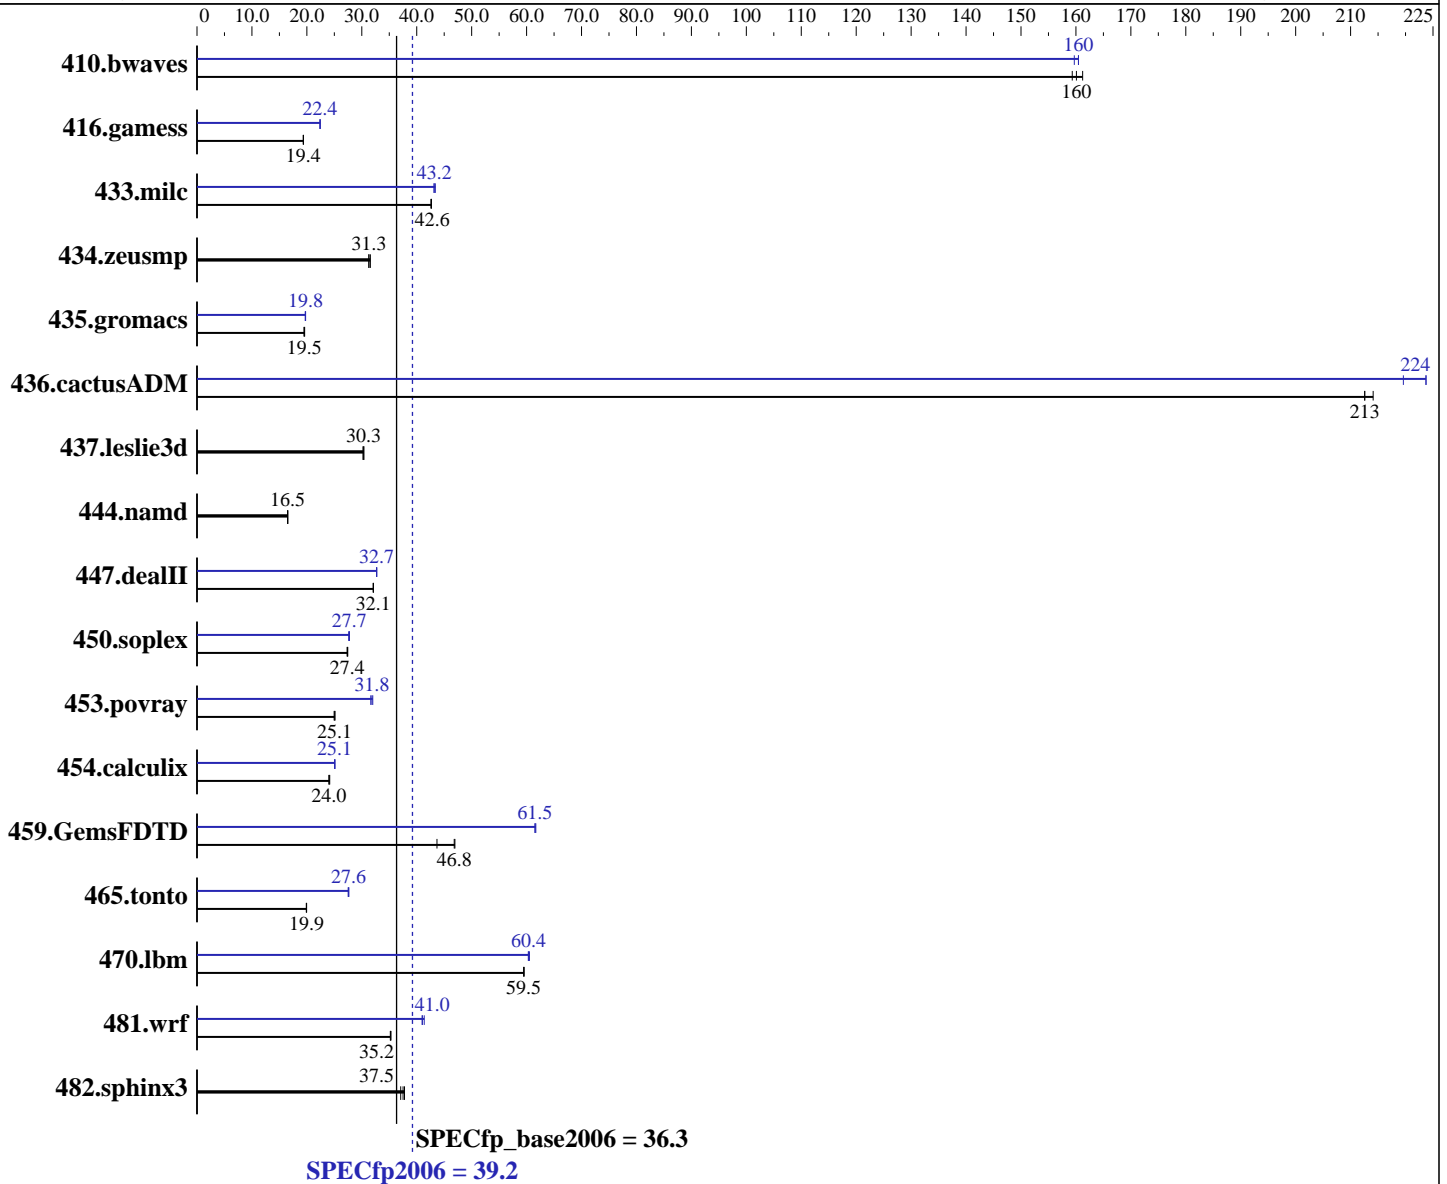 0 10.0 20.0 30.0 40.0 50.0 60.0 70.0 80.0 90.0 100 110 120 130 140 150 160 170 180 190 200 210 225
410.bwaves 160
160
416.gamess 22.4
19.4
433.milc 43.2
42.6
434.zeusmp 31.3
435.gromacs 19.8
19.5
436.cactusADM 224
213
437.leslie3d 30.3
444.namd 16.5
447.dealII 32.7
32.1
450.soplex 27.7
27.4
453.povray 31.8
25.1
454.calculix 25.1
24.0
459.GemsFDTD 61.5
46.8
465.tonto 27.6
19.9
470.lbm 60.4
59.5
481.wrf 41.0
35.2
482.sphinx3 37.5
SPECfp_base2006 = 36.3
SPECfp2006 = 39.2